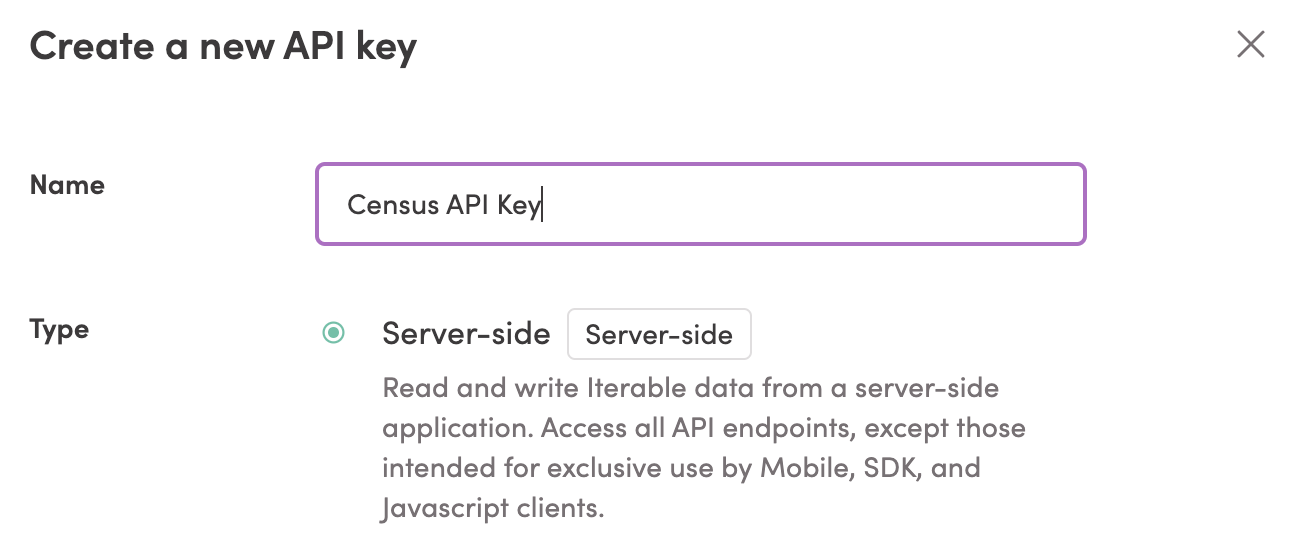 Create a new API key
Name
Census API Key
Type
Server-side Server-side
Read and write Iterable data from a server-side
application. Access all API endpoints, except those
intended for exclusive use by Mobile, SDK, and
Javascript clients.